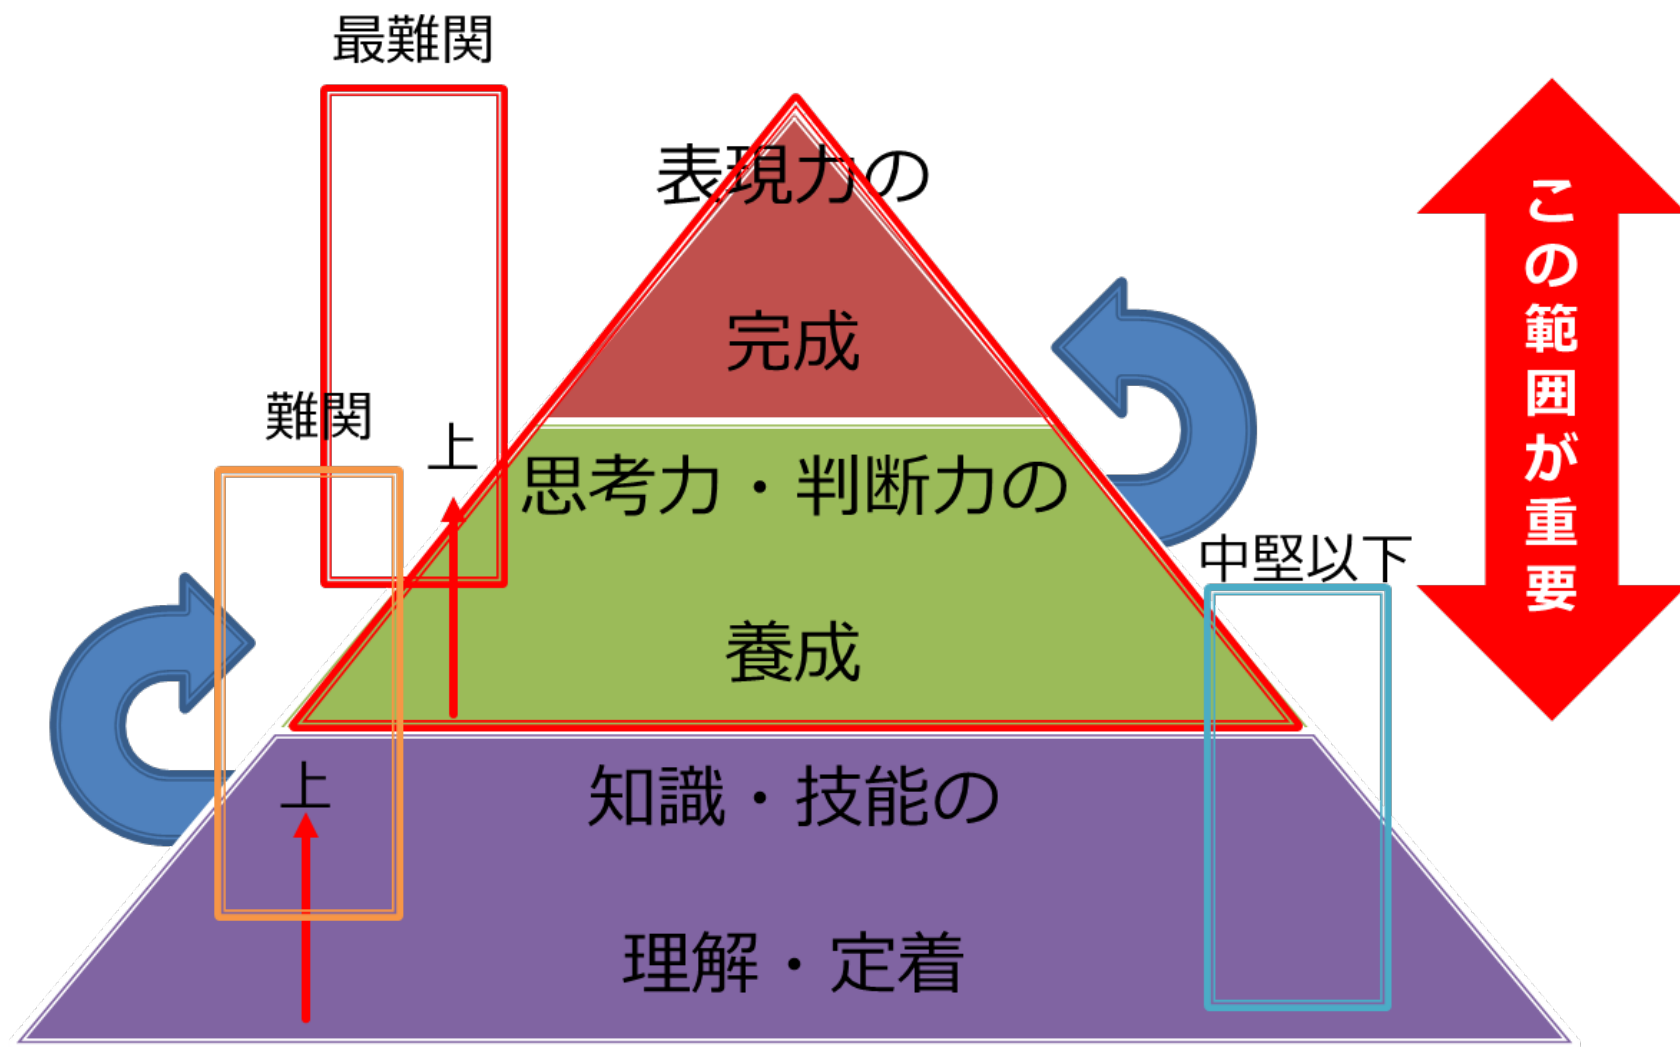 最難関
表現力の
完成
難関
上
思考力・判断力の
養成
中堅以下
上
知識・技能の
理解・定着
この範囲が重要